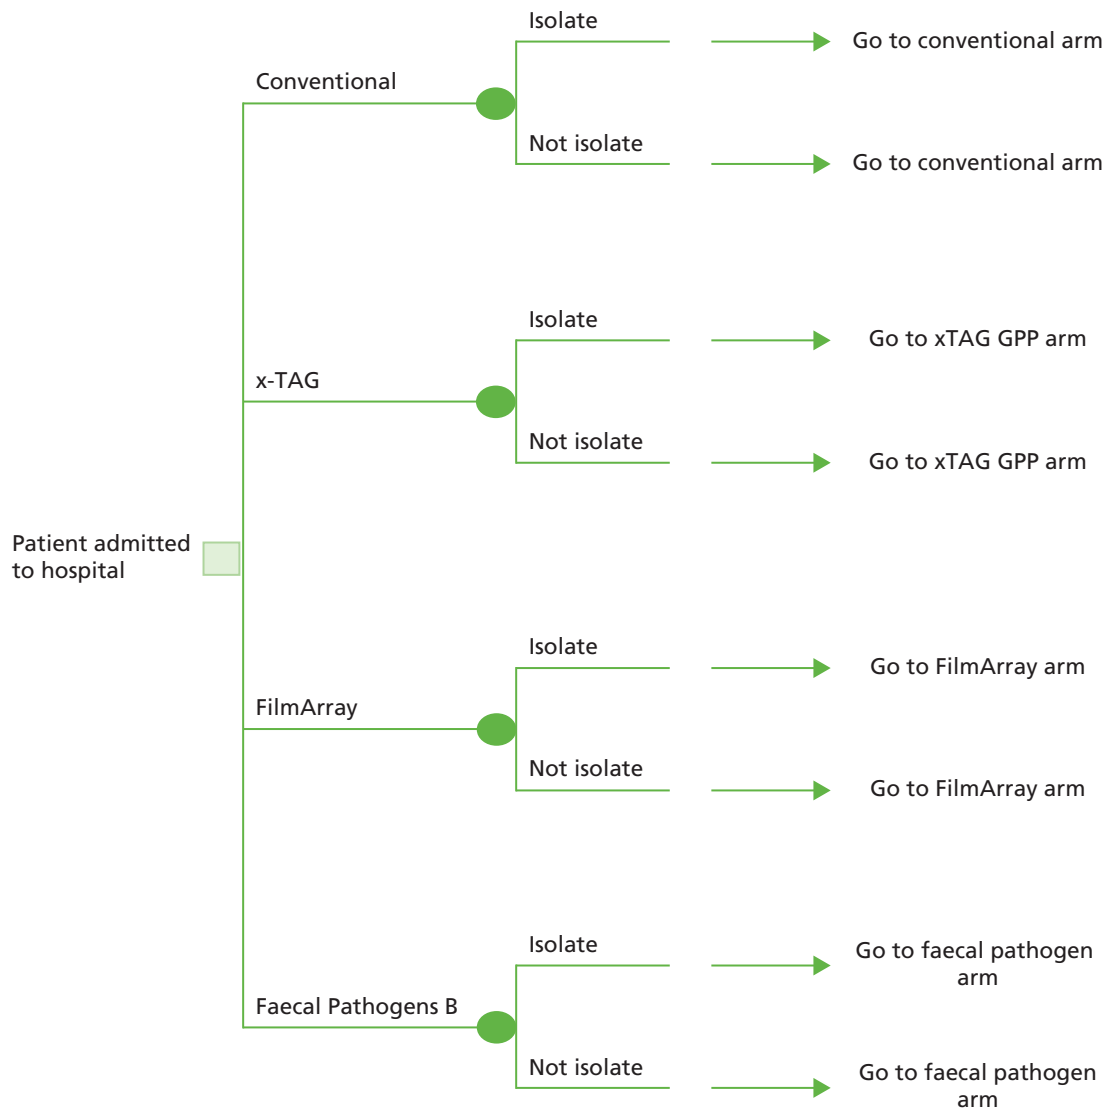 Isolate
Go to conventional arm
Conventional
Not isolate
Go to conventional arm
Isolate
Go to xTAG GPP arm
x-TAG
Not isolate
Go to xTAG GPP arm
Patient admitted
to hospital
Isolate
Go to FilmArray arm
FilmArray
Not isolate
Go to FilmArray arm
Isolate
Go to faecal pathogen
arm
Faecal Pathogens B
Not isolate
Go to faecal pathogen
arm